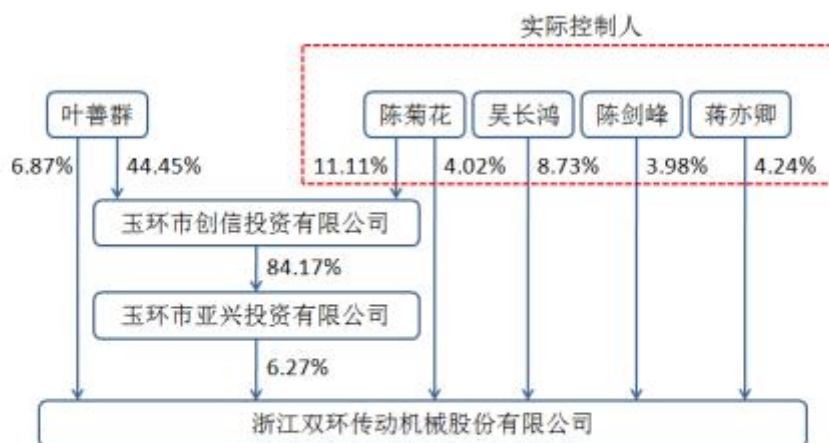 实际控制人
叶善群
陈菊花
吴长鸿
陈剑峰
蒋亦卿
6.87%
44.45%
11.11%
4.02%
8.73%
3.98%
4.24%
玉环市创信投资有限公司
84.17%
玉环市亚兴投资有限公司
6.27%
浙江双环传动机械股份有限公司